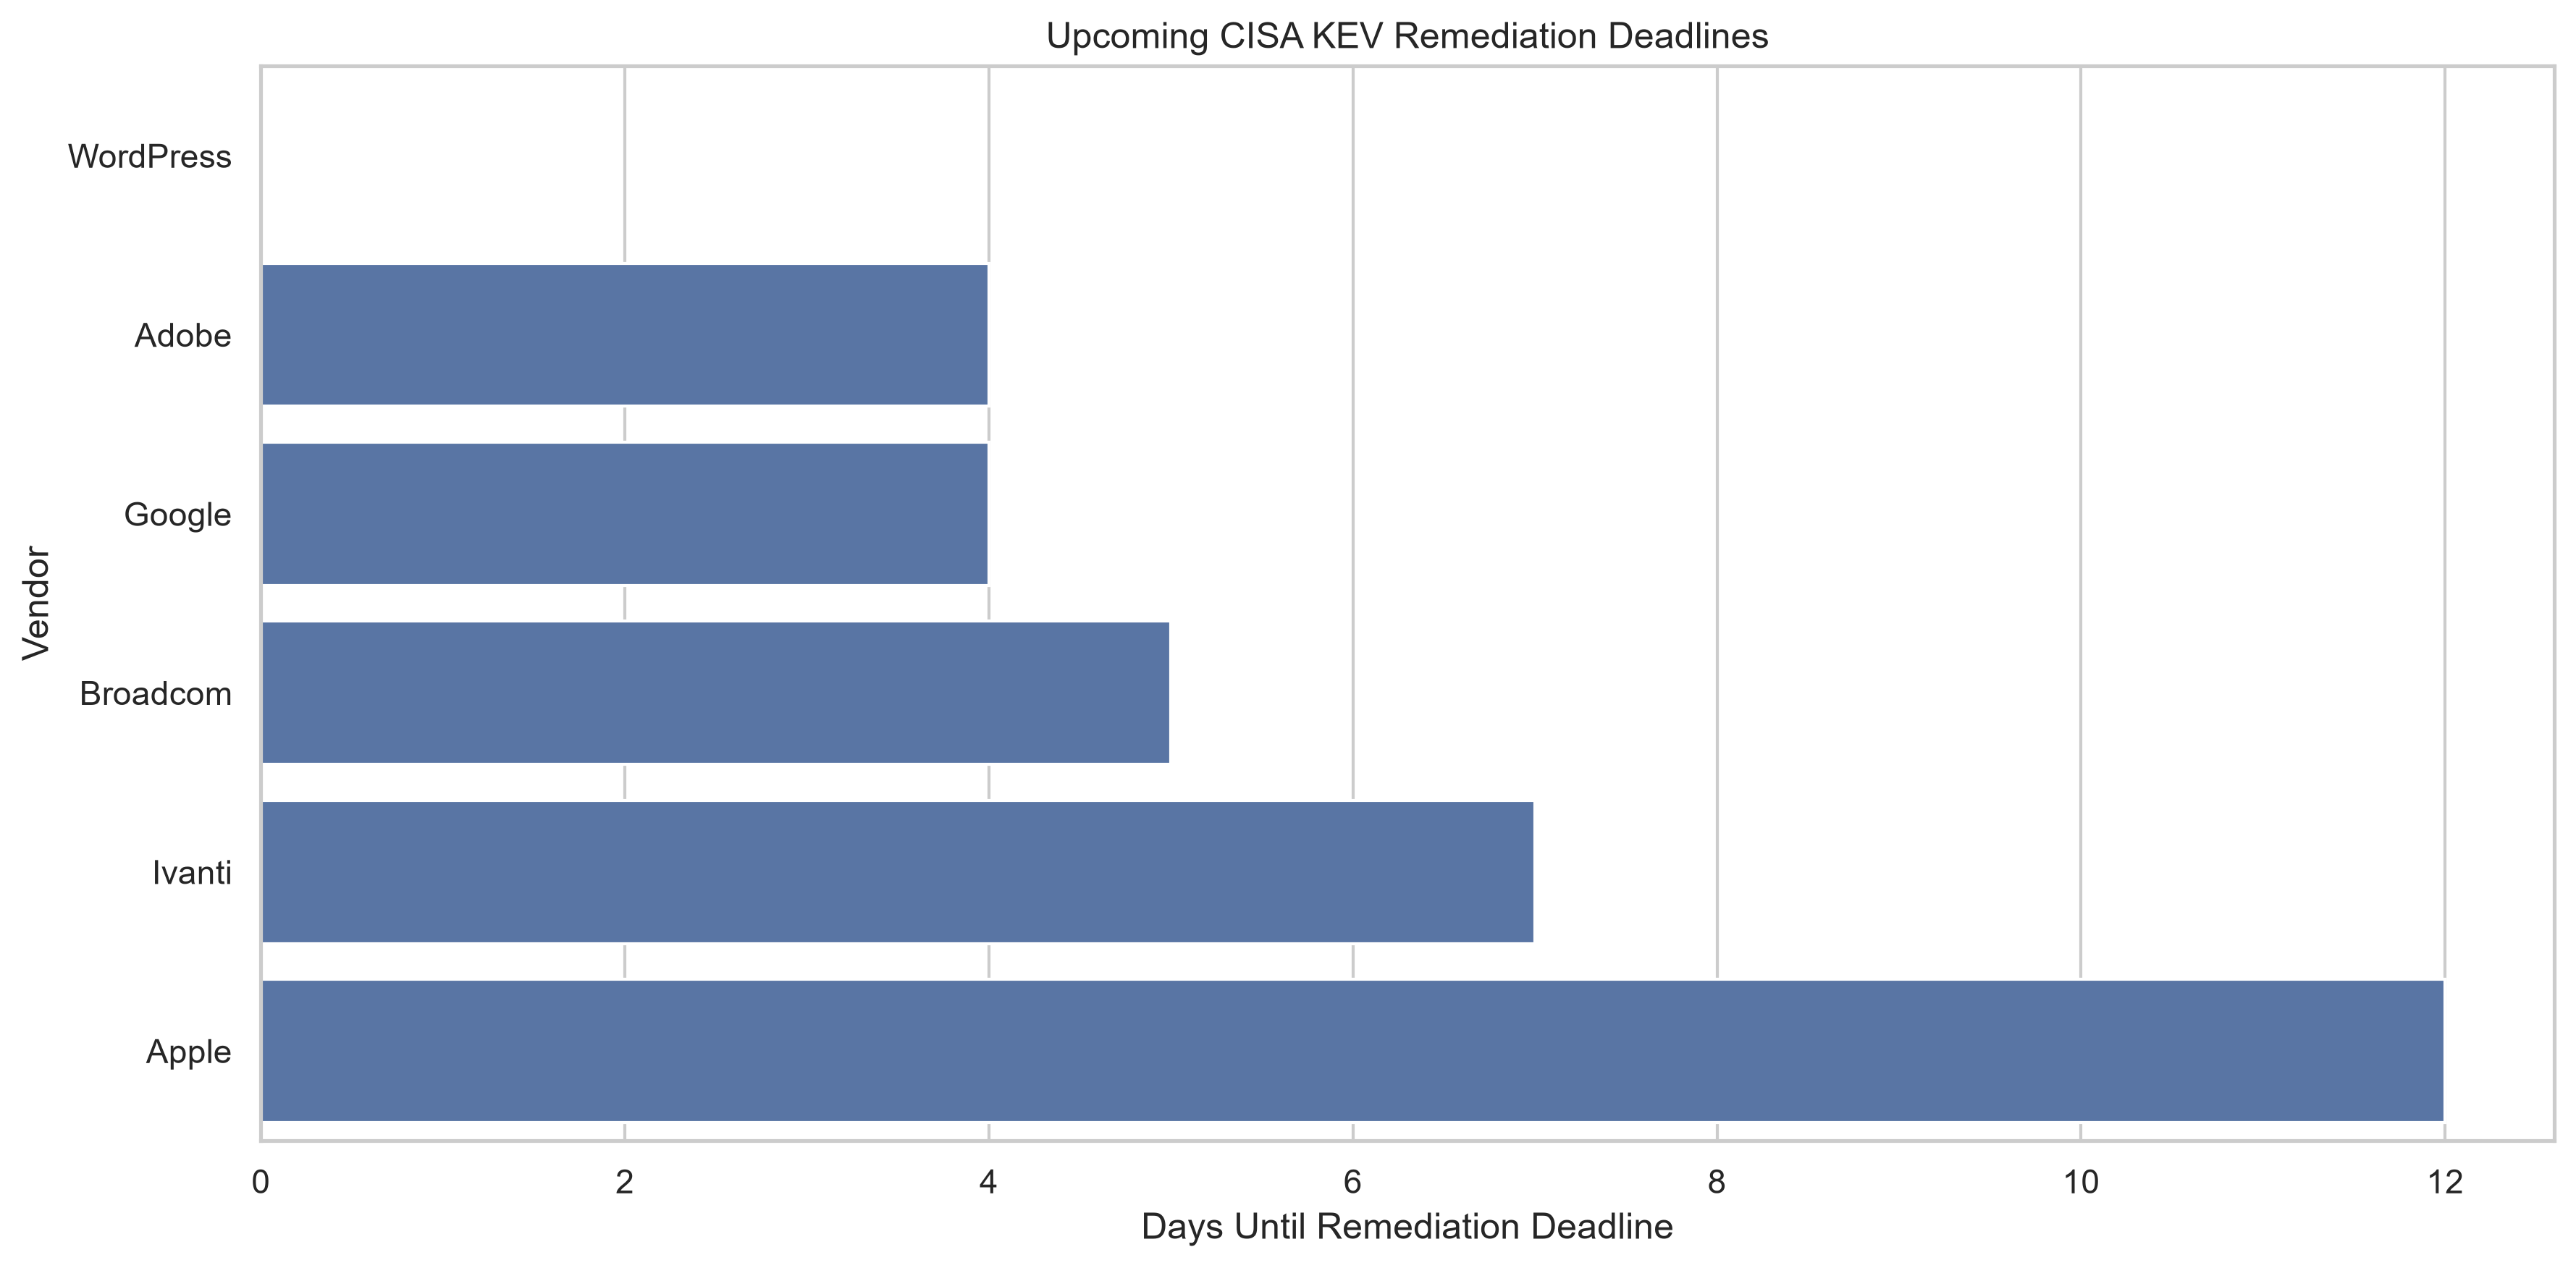 Upcoming CISA KEV Remediation Deadlines
WordPress
Adobe
Google
Broadcom
Ivanti
Apple
Vendor
0 2 4 6 8 10 12
Days Until Remediation Deadline